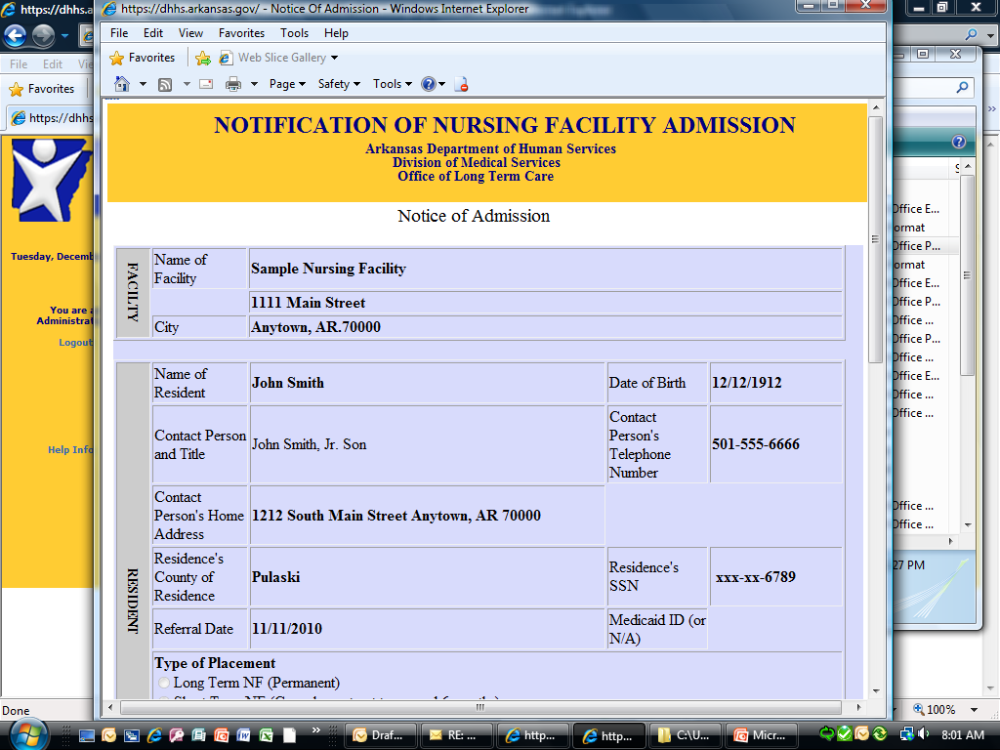 https://dhhs.arkansas.gov/ - Notice Of Admission - Windows Internet Explorer
File Edit View Favorites Tools Help
Favorites Web Slice Gallery
Page Safety Tools
NOTIFICATION OF NURSING FACILITY ADMISSION
Arkansas Department of Human Services
Division of Medical Services
Office of Long Term Care
Notice of Admission
FACILTY
Name of
Facility
Sample Nursing Facility
1111 Main Street
City
Anytown, AR.70000
RESIDENT
Name of
Resident
John Smith
Date of Birth
12/12/1912
Contact Person
and Title
John Smith, Jr. Son
Contact
Person's
Telephone
Number
501-555-6666
Contact
Person's Home
Address
1212 South Main Street Anytown, AR 70000
Residence's
County of
Residence
Pulaski
Residence's
SSN
xxx-xx-6789
Referral Date
11/11/2010
Medicaid ID (or
N/A)
Type of Placement
Long Term NF (Permanent)
https://dhhs.
File Edit
Favorites
https://dhhs
Tuesday, Decemb
You are a
Administrat
Logout
Help Info
Done
Office E...
ormat
Office P...
ormat
Office E...
Office P...
Office ...
Office P...
Office ...
Office E...
Office ...
Office ...
Office ...
Office ...
27 PM
100%
Draf... RE: ... http... http... C:\U... Micr...
8:01 AM